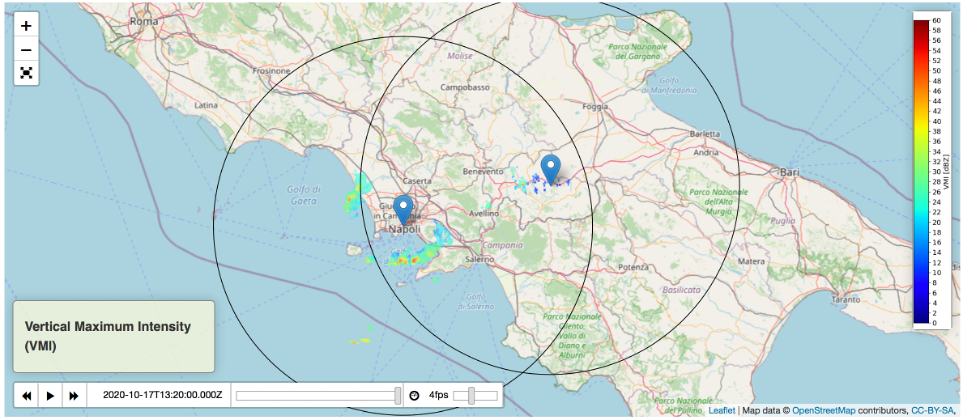 +
−
Roma
Frosinone
Latina
Molise
Campobasso
Parco Nazionale
del Gargano
Golfo
di Manfredonia
Foggia
Barletta
Andria
Bari
Golfo di
Gaeta
Caserta
Benevento
in Campania
Napoli
Avellino
Campania
Salerno
Parco Nazionale
dell'Alta
Murgia
Puglia
Matera
Potenza
Basilicata
Taranto
Golfo
di Salerno
Parco Nazionale
Cilento,
Vallo di
Diano e
Alburni
Parco Nazionale
del Pollino
60
58
56
54
52
50
48
46
44
42
40
38
36
34
32
30
28
26
24
22
20
18
16
14
12
10
8
6
4
2
0
VMI [dBZ]
Vertical Maximum Intensity
(VMI)
2020-10-17T13:20:00.000Z
4fps
Leaflet | Map data © OpenStreetMap contributors, CC-BY-SA,